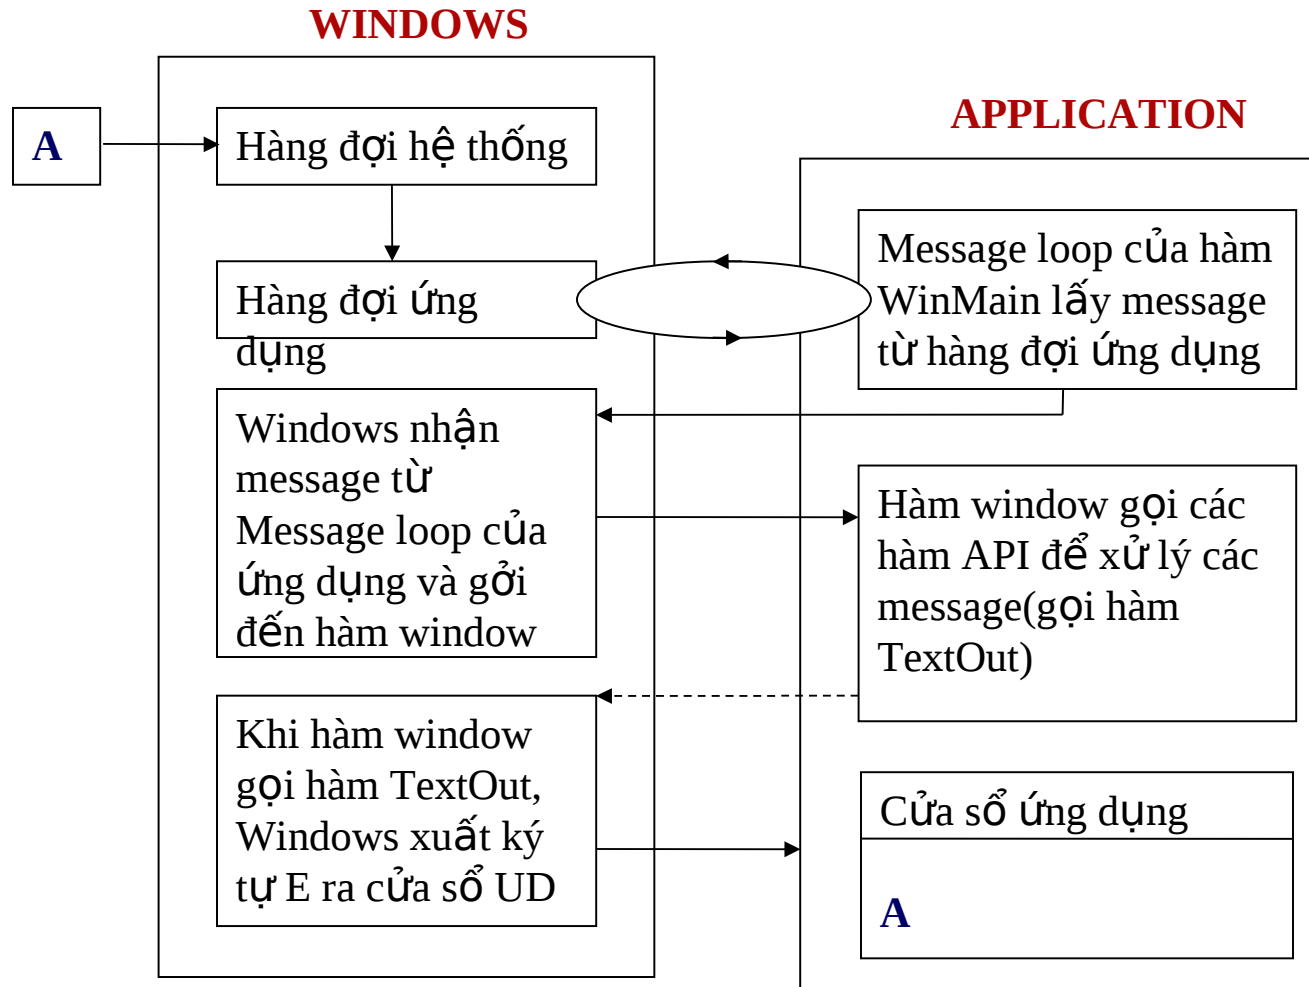 WINDOWS
A
Hàng đợi hệ thống
Hàng đợi ứng
dụng
Windows nhận
message từ
Message loop của
ứng dụng và gởi
đến hàm window
Khi hàm window
gọi hàm TextOut,
Windows xuất ký
tự E ra cửa sổ UD
APPLICATION
Message loop của hàm
WinMain lấy message
từ hàng đợi ứng dụng
Hàm window gọi các
hàm API để xử lý các
message(gọi hàm
TextOut)
Cửa sổ ứng dụng
A